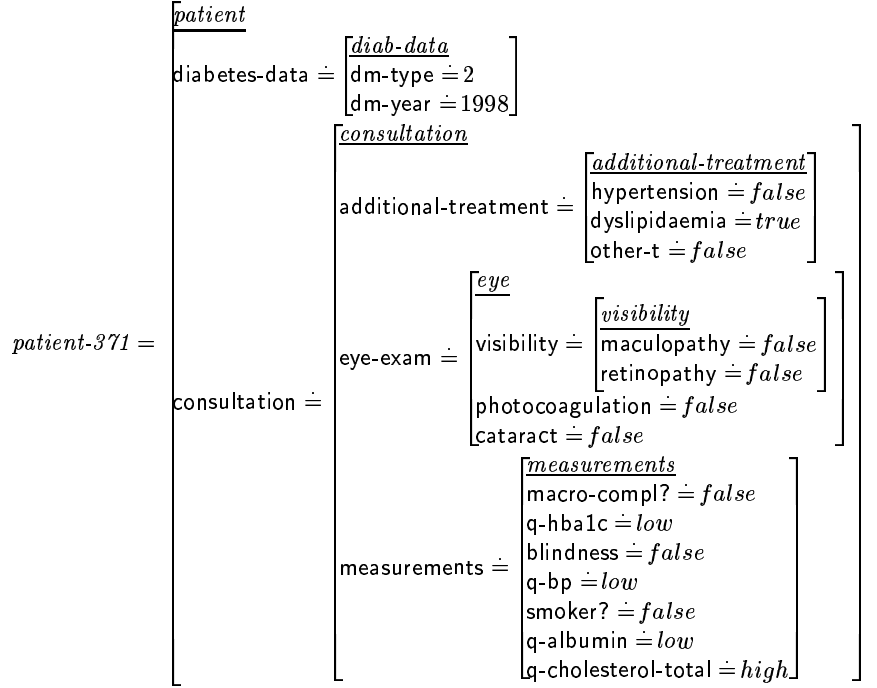 patient
diabetes-data ≐
diab-data
dm-type ≐ 2
dm-year ≐ 1998
patient-371 =
consultation ≐
consultation
additional-treatment ≐
additional-treatment
hypertension ≐ false
dyslipidaemia ≐ true
other-t ≐ false
eye-exam ≐
eye
visibility ≐
visibility
maculopathy ≐ false
retinopathy ≐ false
photocoagulation ≐ false
cataract ≐ false
measurements ≐
measurements
macro-compl? ≐ false
q-hba1c ≐ low
blindness ≐ false
q-bp ≐ low
smoker? ≐ false
q-albumin ≐ low
q-cholesterol-total ≐ high